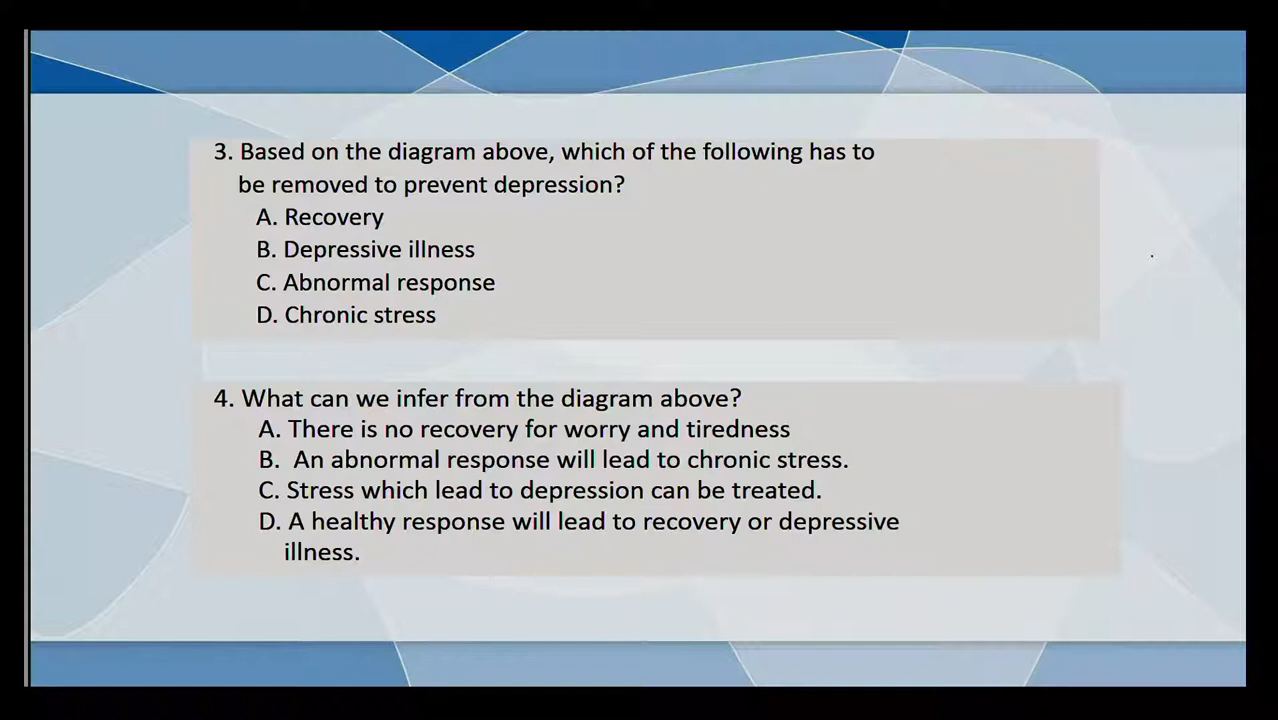 3. Based on the diagram above, which of the following has to
be removed to prevent depression?
A. Recovery
B. Depressive illness
C. Abnormal response
D. Chronic stress
4. What can we infer from the diagram above?
A. There is no recovery for worry and tiredness
B. An abnormal response will lead to chronic stress.
C. Stress which lead to depression can be treated.
D. A healthy response will lead to recovery or depressive
illness.